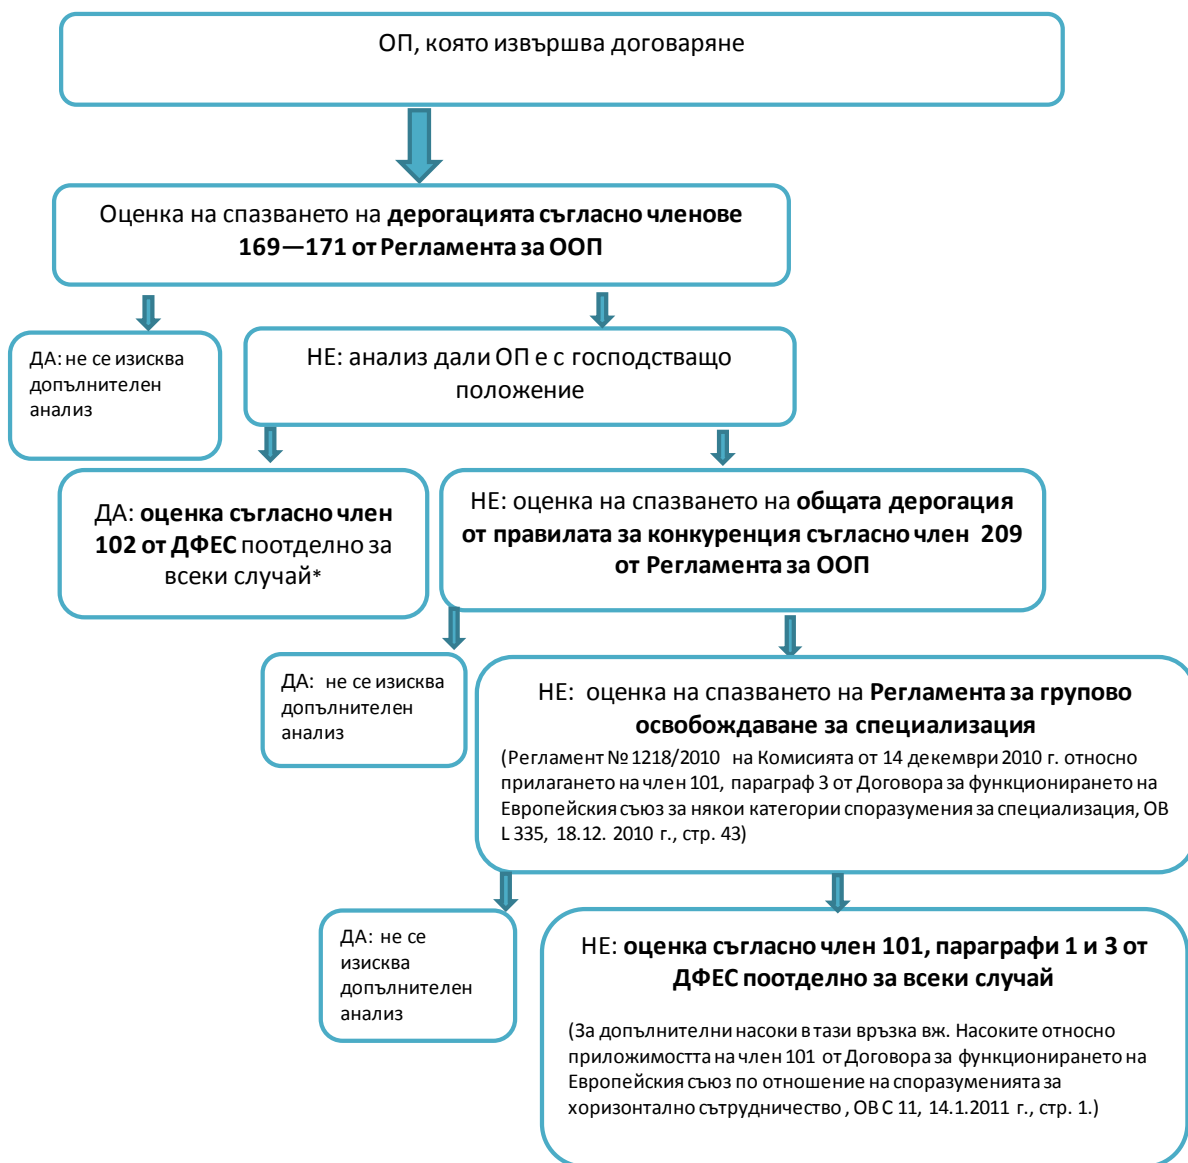 ОП, която извършва договаряне
Оценка на спазването на дерогацията съгласно членове
169—171 от Регламента за ООП
ДА: не се изисква
допълнителен
анализ
НЕ: анализ дали ОП е с господстващо
положение
ДА: оценка съгласно член
102 от ДФЕС поотделно за
всеки случай*
НЕ: оценка на спазването на общата дерогация
от правилата за конкуренция съгласно член 209
от Регламента за ООП
ДА: не се изисква
допълнителен
анализ
НЕ: оценка на спазването на Регламента за групово
освобождаване за специализация
(Регламент № 1218/2010 на Комисията от 14 декември 2010 г. относно
прилагането на член 101, параграф 3 от Договора за функционирането на
Европейския съюз за някои категории споразумения за специализация, ОВ
L 335, 18.12. 2010 г., стр. 43)
ДА: не се
изисква
допълнителен
анализ
НЕ: оценка съгласно член 101, параграфи 1 и 3 от
ДФЕС поотделно за всеки случай
(За допълнителни насоки в тази връзка вж. Насоките относно
приложимостта на член 101 от Договора за функционирането на
Европейския съюз по отношение на споразуменията за
хоризонтално сътрудничество , ОВ C 11, 14.1.2011 г., стр. 1.)